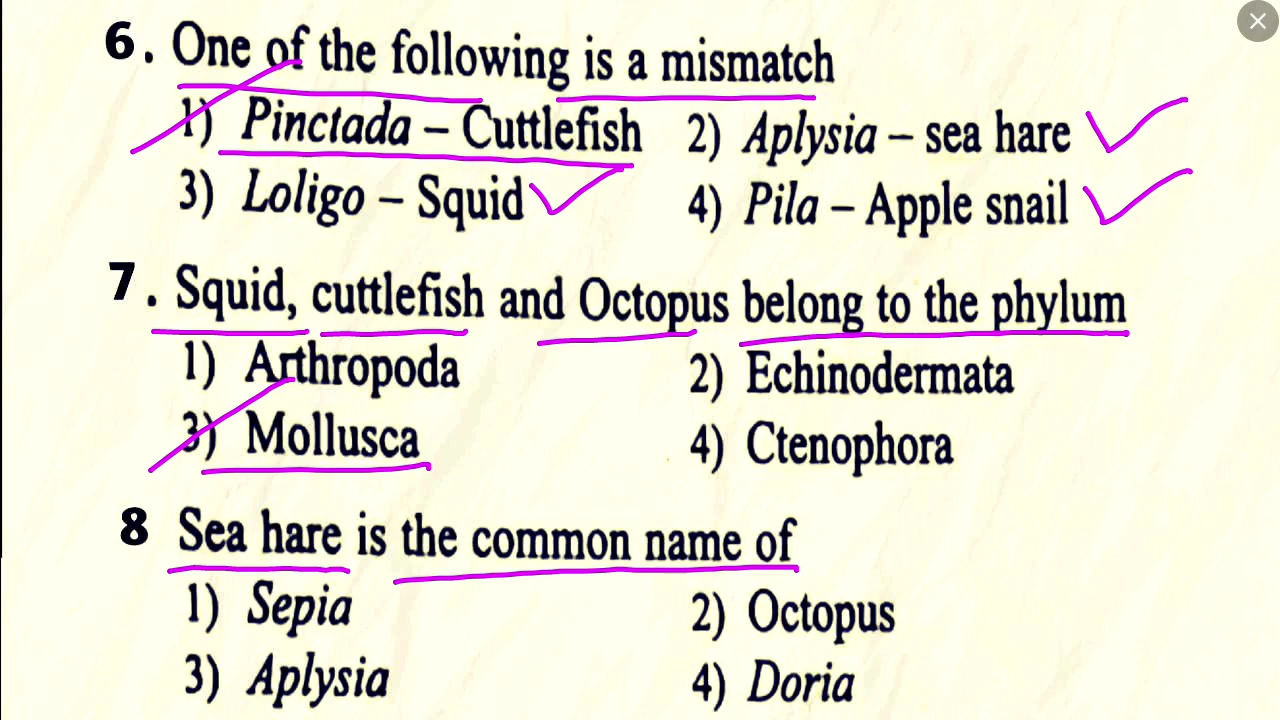 6. One of the following is a mismatch
1) Pinctada – Cuttlefish 2) Aplysia – sea hare
3) Loligo – Squid 4) Pila – Apple snail
7. Squid, cuttlefish and Octopus belong to the phylum
1) Arthropoda 2) Echinodermata
3) Mollusca 4) Ctenophora
8 Sea hare is the common name of
1) Sepia 2) Octopus
3) Aplysia 4) Doria